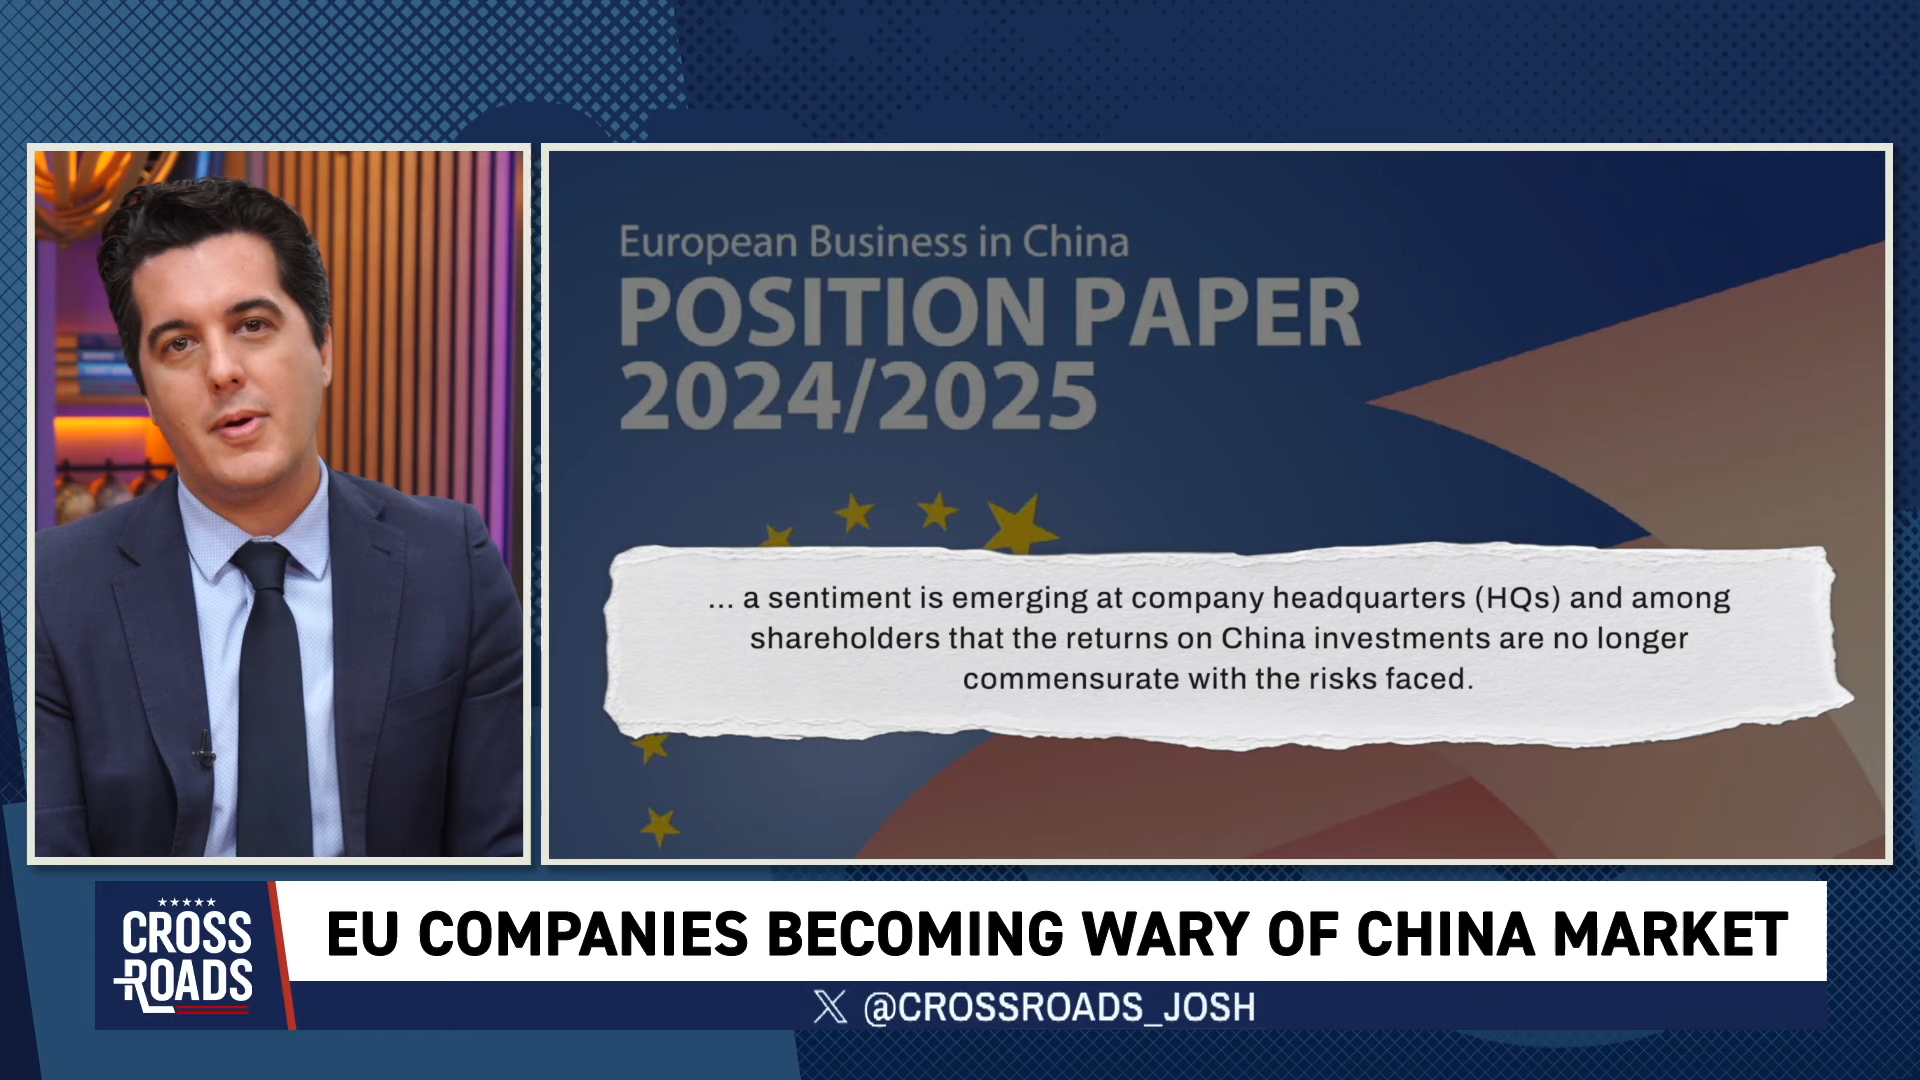 European Business in China
POSITION PAPER
2024/2025
... a sentiment is emerging at company headquarters (HQs) and among
shareholders that the returns on China investments are no longer
commensurate with the risks faced.
CROSS
ROADS
EU COMPANIES BECOMING WARY OF CHINA MARKET
X @CROSSROADS_JOSH